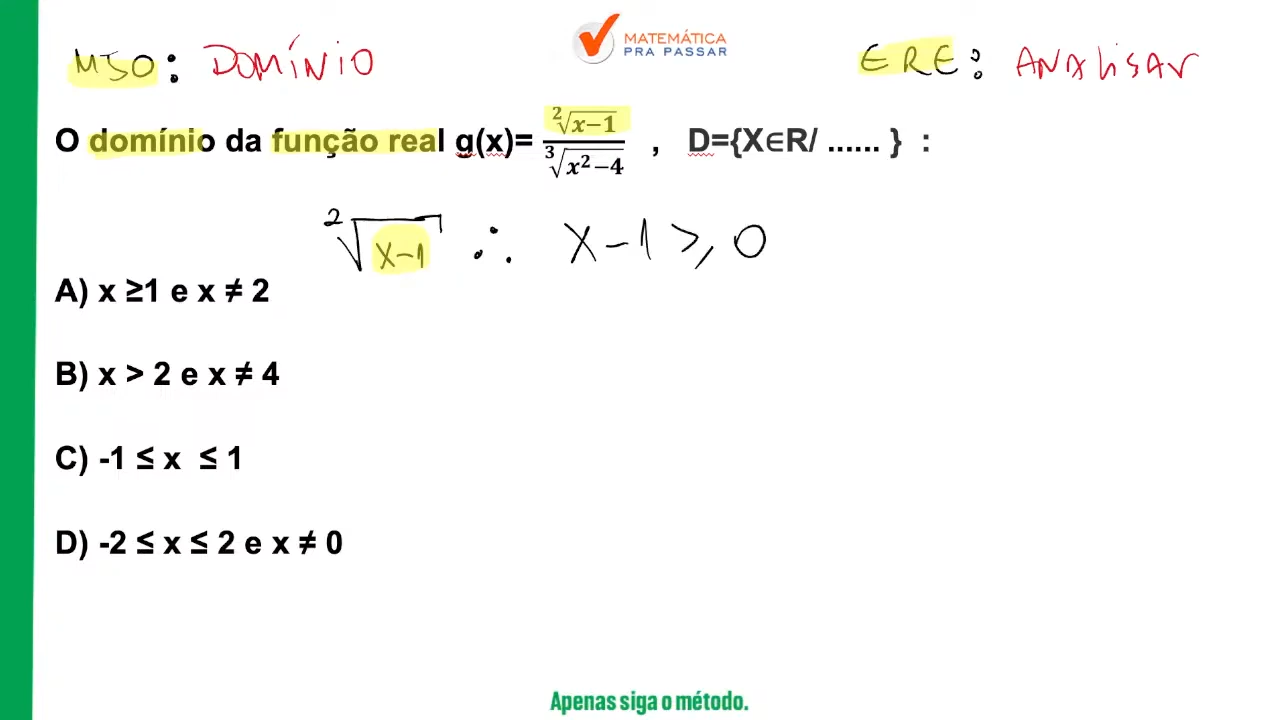 MATEMÁTICA
PRA PASSAR
MJO: DOMÍNIO
ERE: ANALISAR
O domínio da função real g(x)= ²√x−1 / ³√x²−4 , D={X∈R/ ...... } :
²√x−1 ∴ x−1 ≥ 0
A) x ≥1 e x ≠ 2
B) x > 2 e x ≠ 4
C) -1 ≤ x ≤ 1
D) -2 ≤ x ≤ 2 e x ≠ 0
Apenas siga o método.